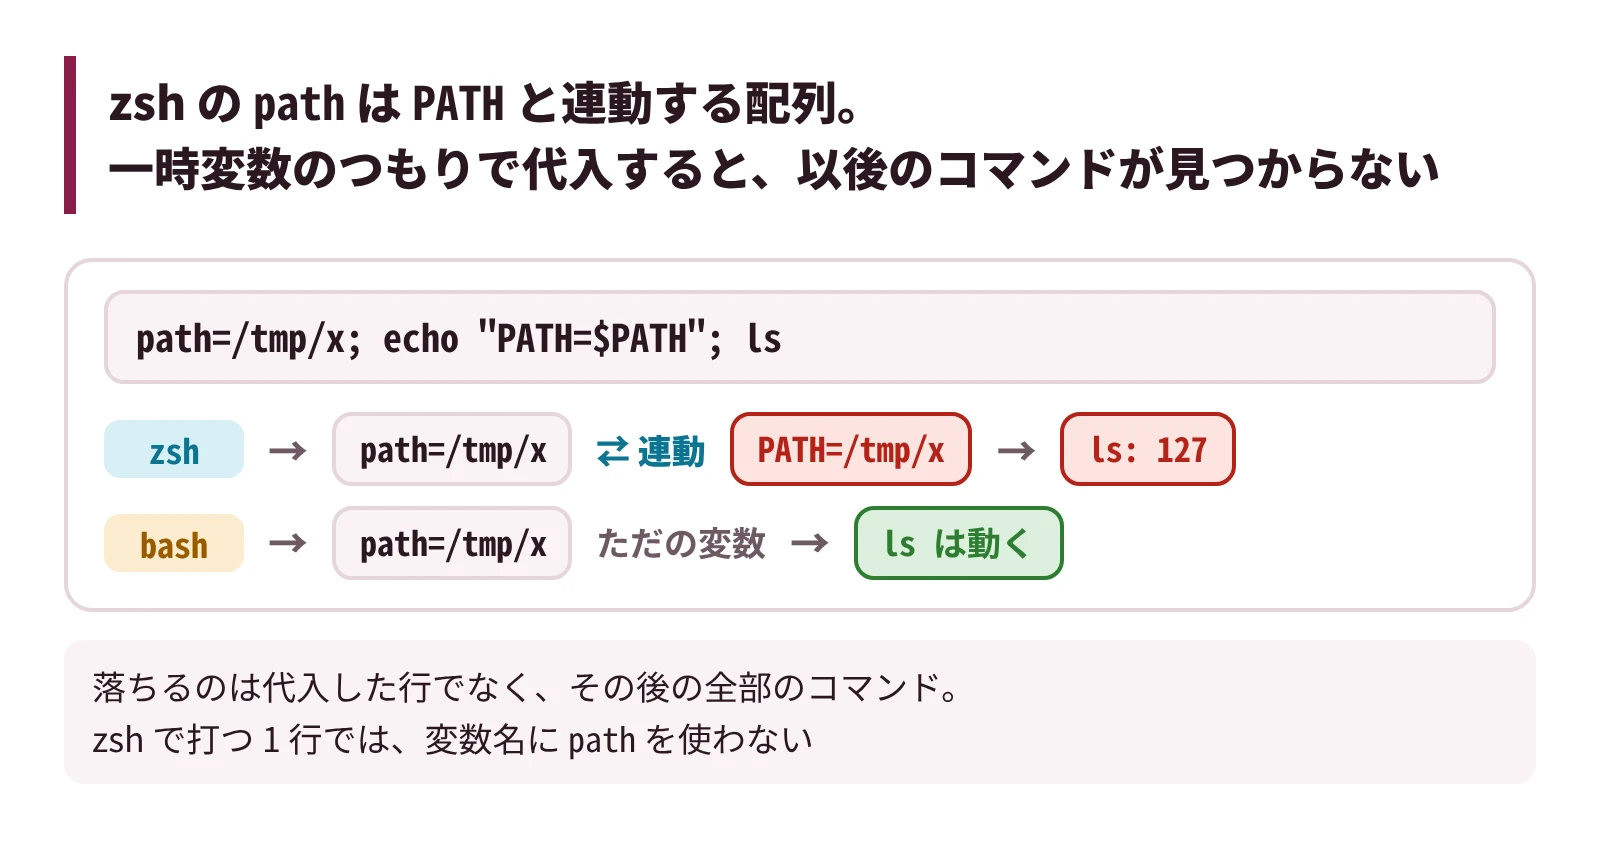 zsh の path は PATH と連動する配列。
一時変数のつもりで代入すると、以後のコマンドが見つからない
path=/tmp/x; echo "PATH=$PATH"; ls
zsh → path=/tmp/x ⇄ 連動 PATH=/tmp/x → ls: 127
bash → path=/tmp/x ただの変数 → ls は動く
落ちるのは代入した行でなく、その後の全部のコマンド。
zsh で打つ 1 行では、変数名に path を使わない